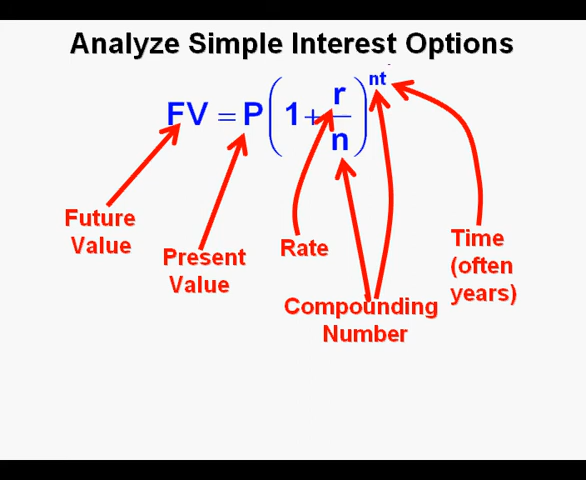 Analyze Simple Interest Options
FV = P(1+ r/n)^nt
Future
Value
Present
Value
Rate
Compounding
Number
Time
(often
years)